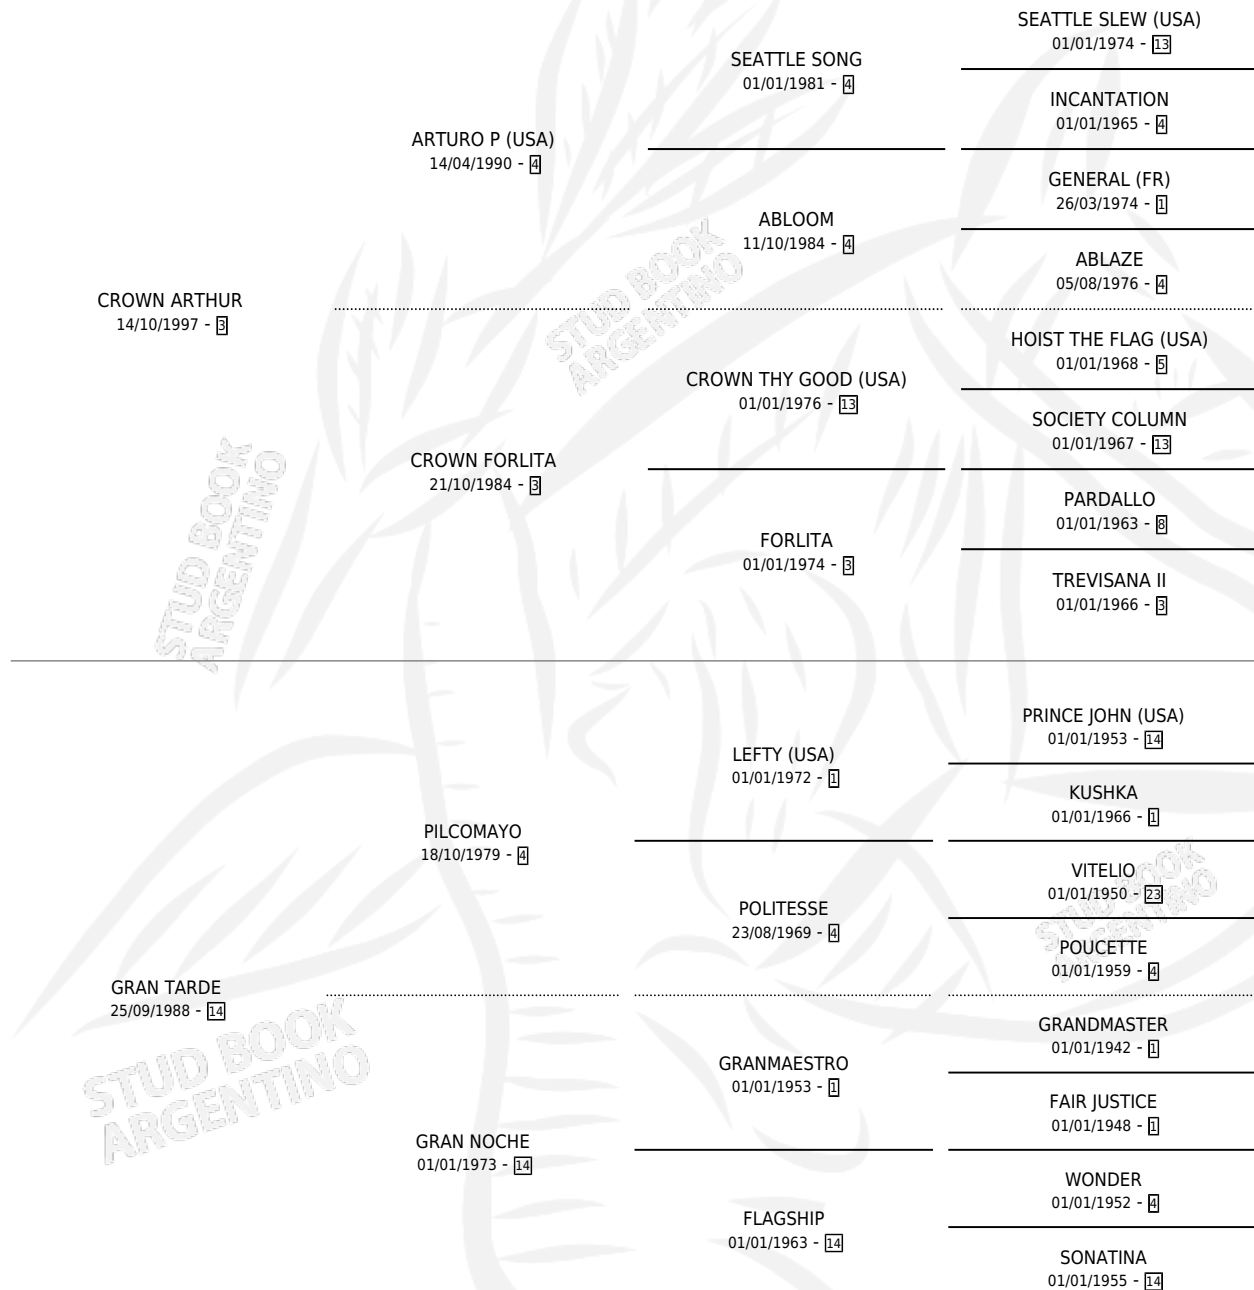 SEATTLE SLEW (USA)
01/01/1974 - 13
SEATTLE SONG
01/01/1981 - 4
INCANTATION
01/01/1965 - 4
ARTURO P (USA)
14/04/1990 - 4
GENERAL (FR)
26/03/1974 - 1
ABLOOM
11/10/1984 - 4
ABLAZE
05/08/1976 - 4
CROWN ARTHUR
14/10/1997 - 3
HOIST THE FLAG (USA)
01/01/1968 - 5
CROWN THY GOOD (USA)
01/01/1976 - 13
SOCIETY COLUMN
01/01/1967 - 13
CROWN FORLITA
21/10/1984 - 3
PARDALLO
01/01/1963 - 8
FORLITA
01/01/1974 - 3
TREVISANA II
01/01/1966 - 3
STUD BOOK
ARGENTINO
STUD BOOK
ARGENTINO
PRINCE JOHN (USA)
01/01/1953 - 14
LEFTY (USA)
01/01/1972 - 1
KUSHKA
01/01/1966 - 1
PILCOMAYO
18/10/1979 - 4
VITELIO
01/01/1950 - 23
POLITESSE
23/08/1969 - 4
POUCETTE
01/01/1959 - 4
STUD BOOK
ARGENTINO
GRAN TARDE
25/09/1988 - 14
GRANDMASTER
01/01/1942 - 1
GRANMAESTRO
01/01/1953 - 1
FAIR JUSTICE
01/01/1948 - 1
STUD BOOK
ARGENTINO
GRAN NOCHE
01/01/1973 - 14
WONDER
01/01/1952 - 4
FLAGSHIP
01/01/1963 - 14
SONATINA
01/01/1955 - 14